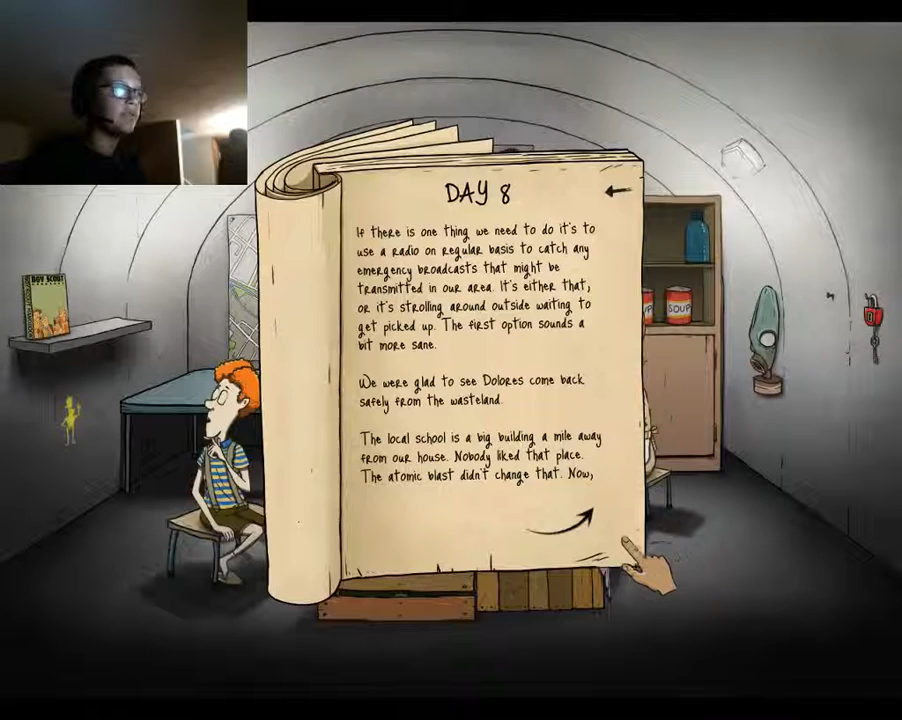 DAY 8
If there is one thing we need to do it's to
use a radio on regular basis to catch any
emergency broadcasts that might be
transmitted in our area. It's either that,
or it's strolling around outside waiting to
get picked up. The first option sounds a
bit more sane.
We were glad to see Dolores come back
safely from the wasteland.
The local school is a big building a mile away
from our house. Nobody liked that place.
The atomic blast didn't change that. Now,
BOY SCOUT
UP
SOUP